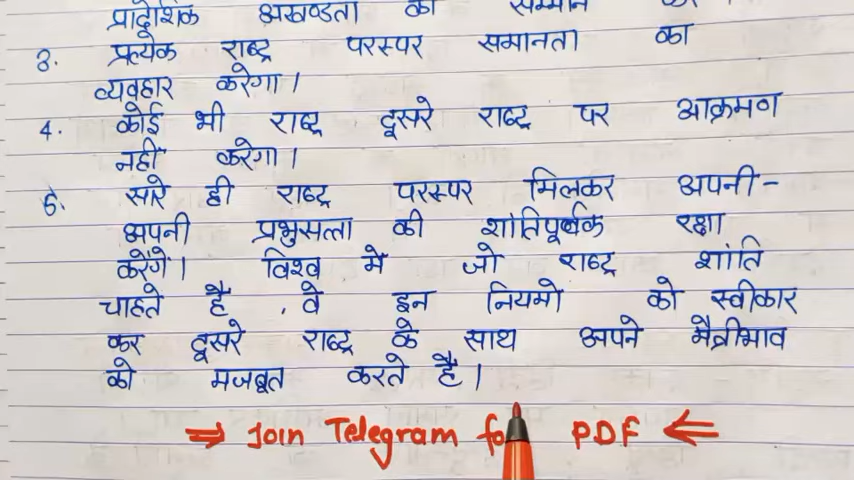 प्रादेशिक अखण्डता का सम्मान
3. प्रत्येक राष्ट्र परस्पर समानता का
व्यवहार करेगा।
4. कोई भी राष्ट्र दूसरे राष्ट्र पर आक्रमण
नहीं करेगा।
5. सारे ही राष्ट्र परस्पर मिलकर अपनी-
अपनी प्रभुसत्ता की शांतिपूर्वक रक्षा
करेंगे। विश्व में जो राष्ट्र शांति
चाहते है . वे इन नियमो को स्वीकार
कर दूसरे राष्ट्र के साथ अपने मैत्रीभाव
को मजबूत करते है।
⇒ Join Telegram fo PDF ⇐